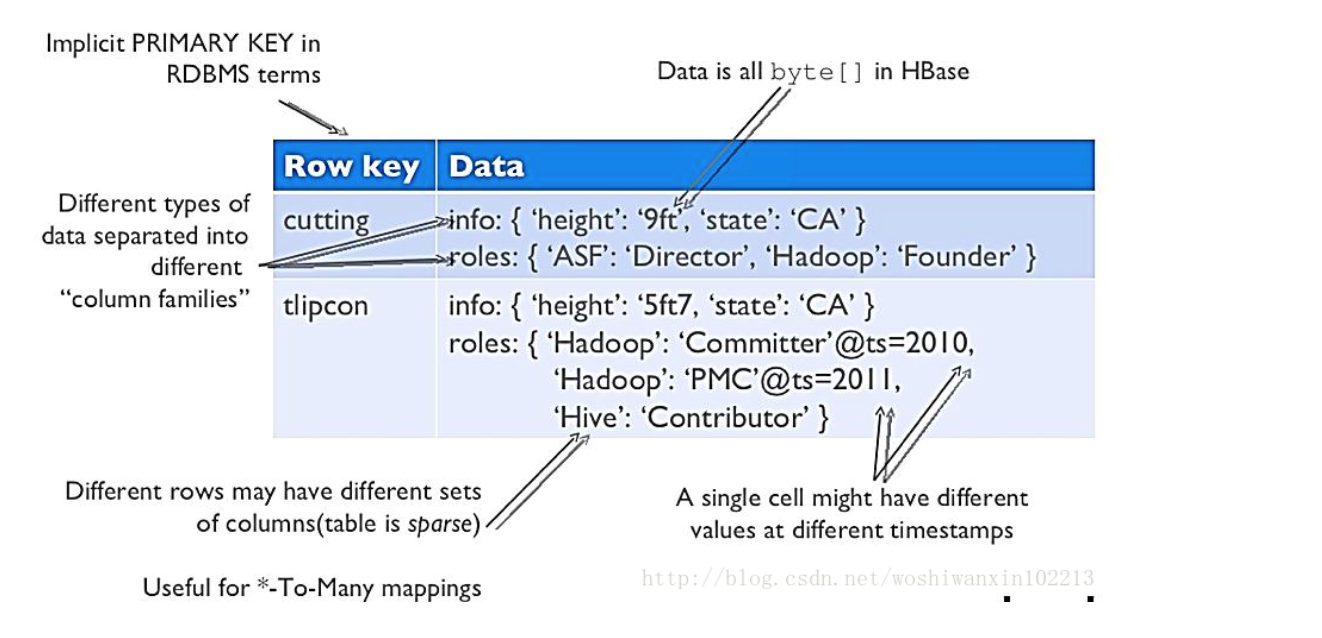 Implicit PRIMARY KEY in
RDBMS terms
Data is all byte[] in HBase
Row key Data
Different types of
data separated into
different
“column families”
cutting info: { ‘height’: ‘9ft’, ‘state’: ‘CA’ }
roles: { ‘ASF’: ‘Director’, ‘Hadoop’: ‘Founder’ }
tlipcon info: { ‘height’: ‘5ft7, ‘state’: ‘CA’ }
roles: { ‘Hadoop’: ‘Committer’@ts=2010,
‘Hadoop’: ‘PMC’@ts=2011,
‘Hive’: ‘Contributor’ }
Different rows may have different sets
of columns(table is sparse)
A single cell might have different
values at different timestamps
Useful for *-To-Many mappings
http://blog.csdn.net/woshiwanxin102213